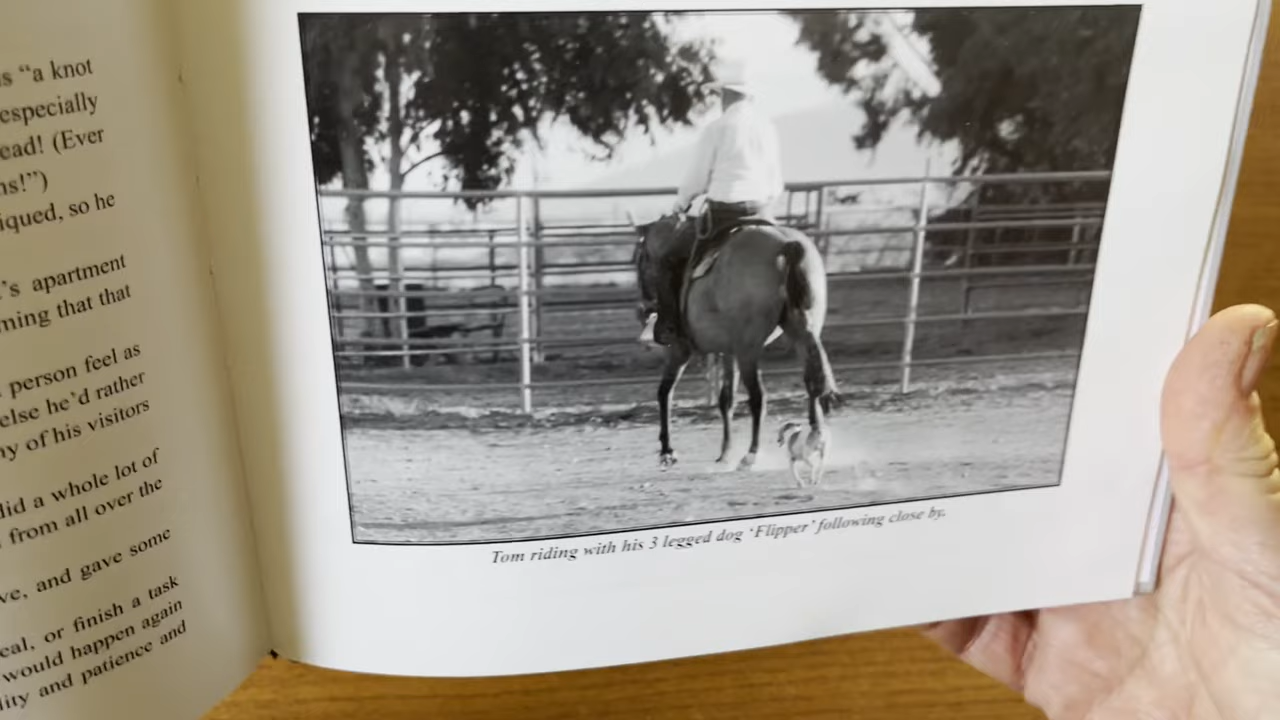 s “a knot
especially
ead! (Ever
ns!”)
iqued, so he
’s apartment
ming that that
person feel as
else he’d rather
ny of his visitors
did a whole lot of
from all over the
ve, and gave some
eal, or finish a task
would happen again
lity and patience and
Tom riding with his 3 legged dog ‘Flipper’ following close by.